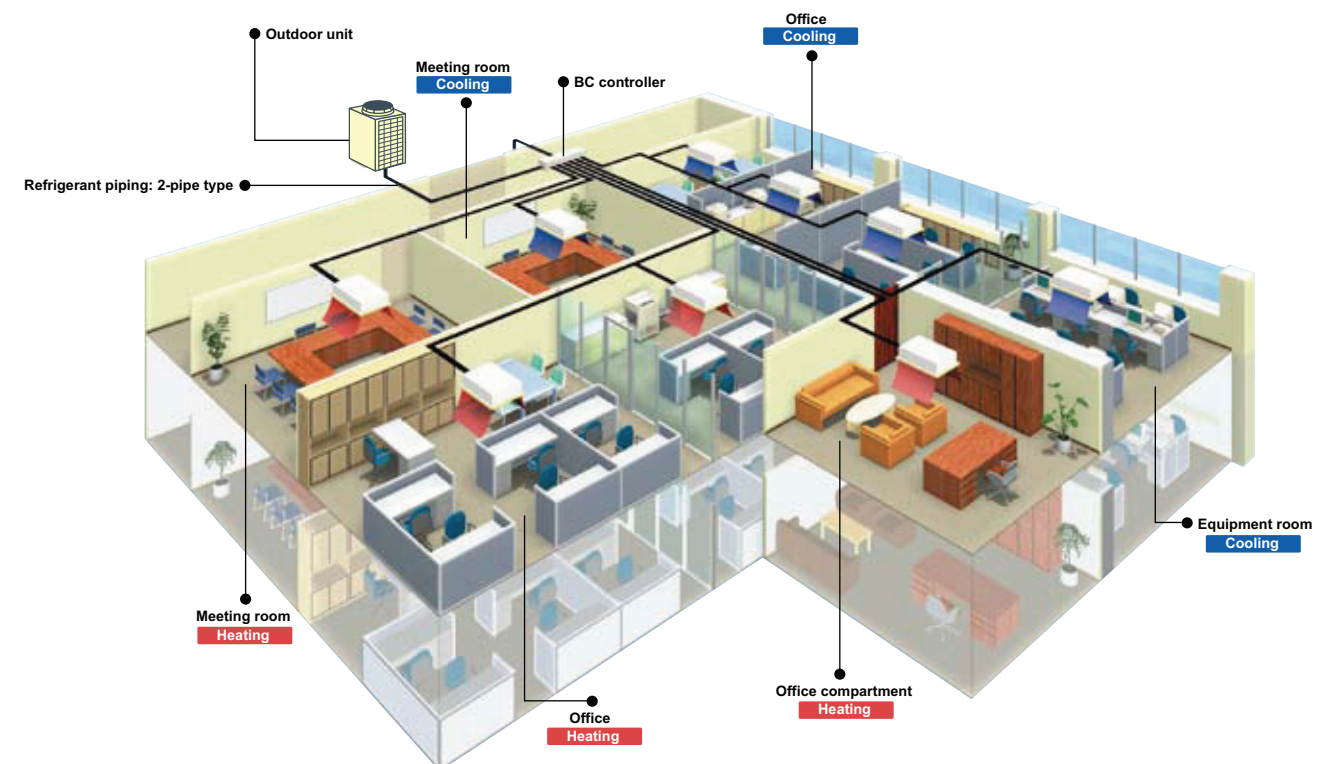 Office
Cooling
Outdoor unit
Meeting room
Cooling
BC controller
Refrigerant piping: 2-pipe type
Equipment room
Cooling
Meeting room
Heating
Office compartment
Heating
Office
Heating